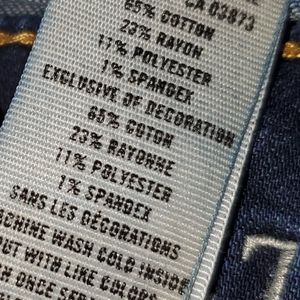 CA 03873
65% COTTON
23% RAYON
11% POLYESTER
1% SPANDEX
EXCLUSIVE OF DECORATION
65% COTON
23% RAYONNE
11% POLYESTER
1% SPANDEX
SANS LES DÉCORATIONS
MACHINE WASH COLD INSIDE
OUT WITH LIKE COLORS
7